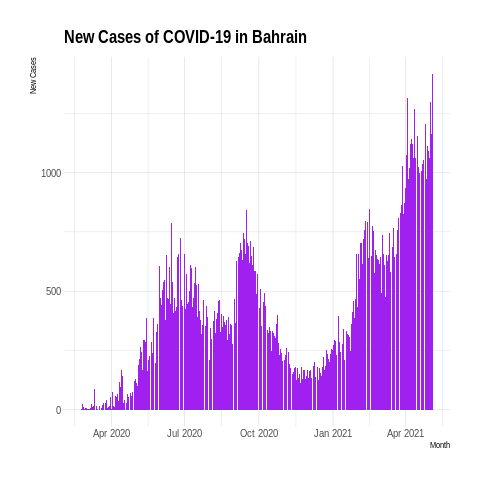 New Cases of COVID-19 in Bahrain
New Cases
1000
500
0
Apr 2020
Jul 2020
Oct 2020
Jan 2021
Apr 2021
Month